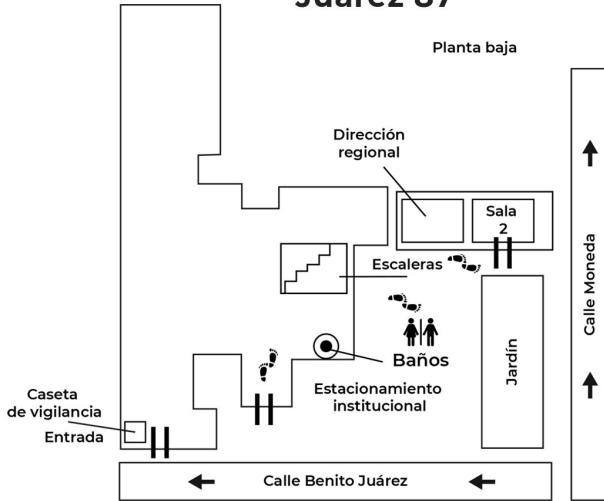 Juárez 87
Planta baja
Dirección
regional
Sala
2
Escaleras
Baños
Jardín
Calle Moneda
Estacionamiento
institucional
Caseta
de vigilancia
Entrada
Calle Benito Juárez